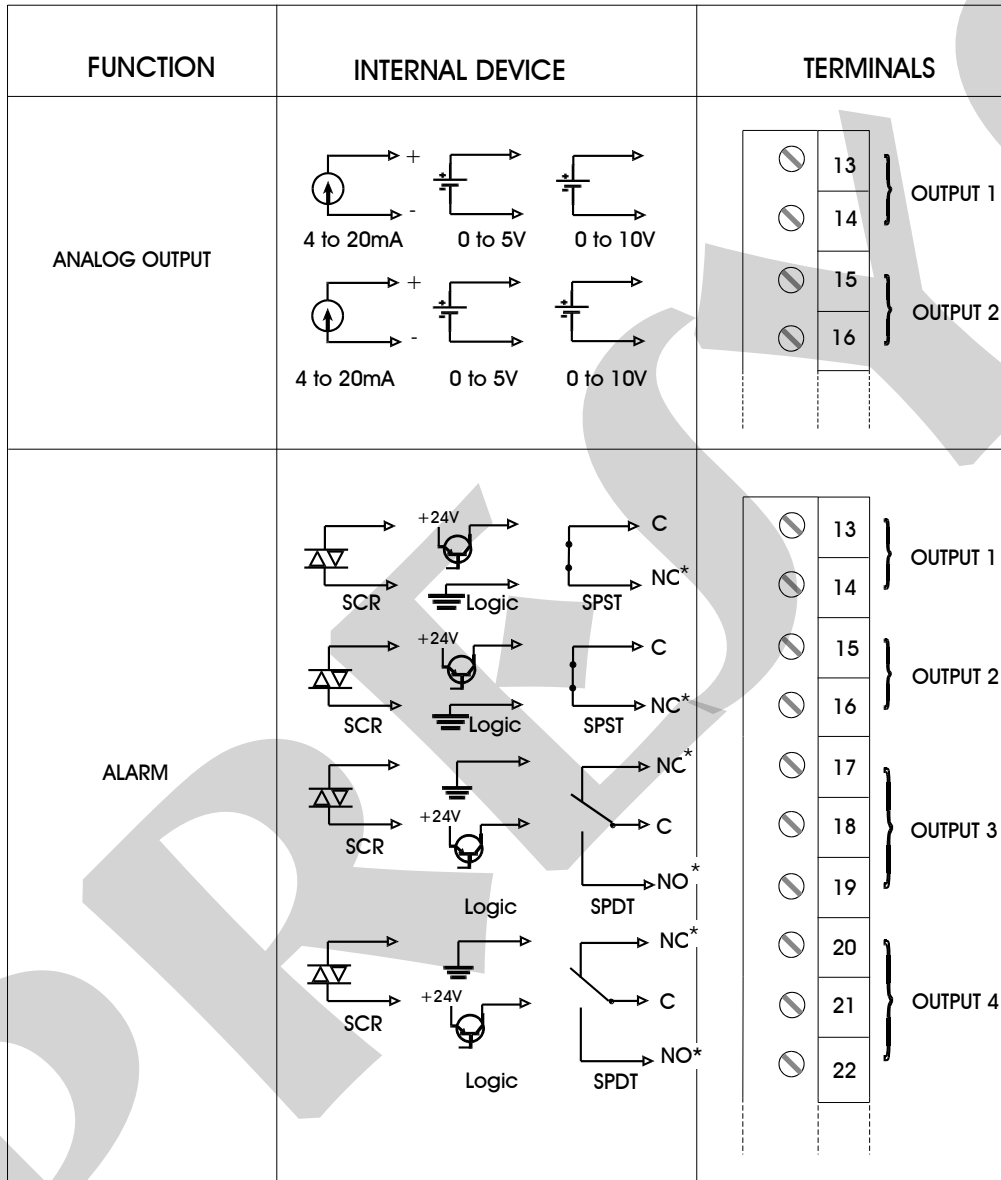 FUNCTION INTERNAL DEVICE TERMINALS
ANALOG OUTPUT
+
-
4 to 20mA 0 to 5V 0 to 10V
+
-
4 to 20mA 0 to 5V 0 to 10V
13
14
OUTPUT 1
15
16
OUTPUT 2
ALARM
+24V C
NC*
SCR Logic SPST
+24V C
NC*
SCR Logic SPST
NC*
+24V C
SCR
NO*
Logic SPDT
NC*
+24V C
SCR
NO*
Logic SPDT
13
14
OUTPUT 1
15
16
OUTPUT 2
17
18
19
OUTPUT 3
20
21
22
OUTPUT 4